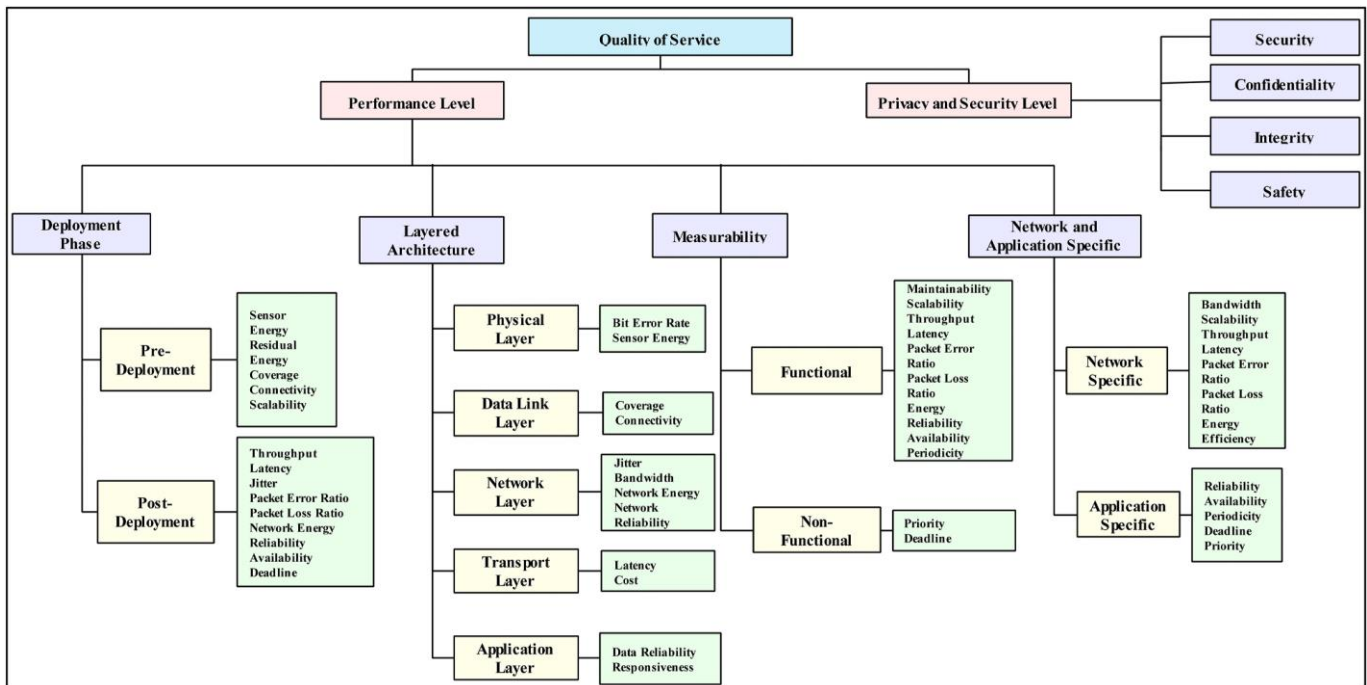 Quality of Service
Performance Level
Privacy and Security Level
Security
Confidentiality
Integrity
Safety
Deployment
Phase
Layered
Architecture
Measurability
Network and
Application Specific
Pre-
Deployment
Sensor
Energy
Residual
Energy
Coverage
Connectivity
Scalability
Post-
Deployment
Throughput
Latency
Jitter
Packet Error Ratio
Packet Loss Ratio
Network Energy
Reliability
Availability
Deadline
Physical
Layer
Bit Error Rate
Sensor Energy
Data Link
Layer
Coverage
Connectivity
Network
Layer
Jitter
Bandwidth
Network Energy
Network
Reliability
Transport
Layer
Latency
Cost
Application
Layer
Data Reliability
Responsiveness
Functional
Maintainability
Scalability
Throughput
Latency
Packet Error
Ratio
Packet Loss
Ratio
Energy
Reliability
Availability
Periodicity
Non-
Functional
Priority
Deadline
Network
Specific
Bandwidth
Scalability
Throughput
Latency
Packet Error
Ratio
Packet Loss
Ratio
Energy
Efficiency
Application
Specific
Reliability
Availability
Periodicity
Deadline
Priority